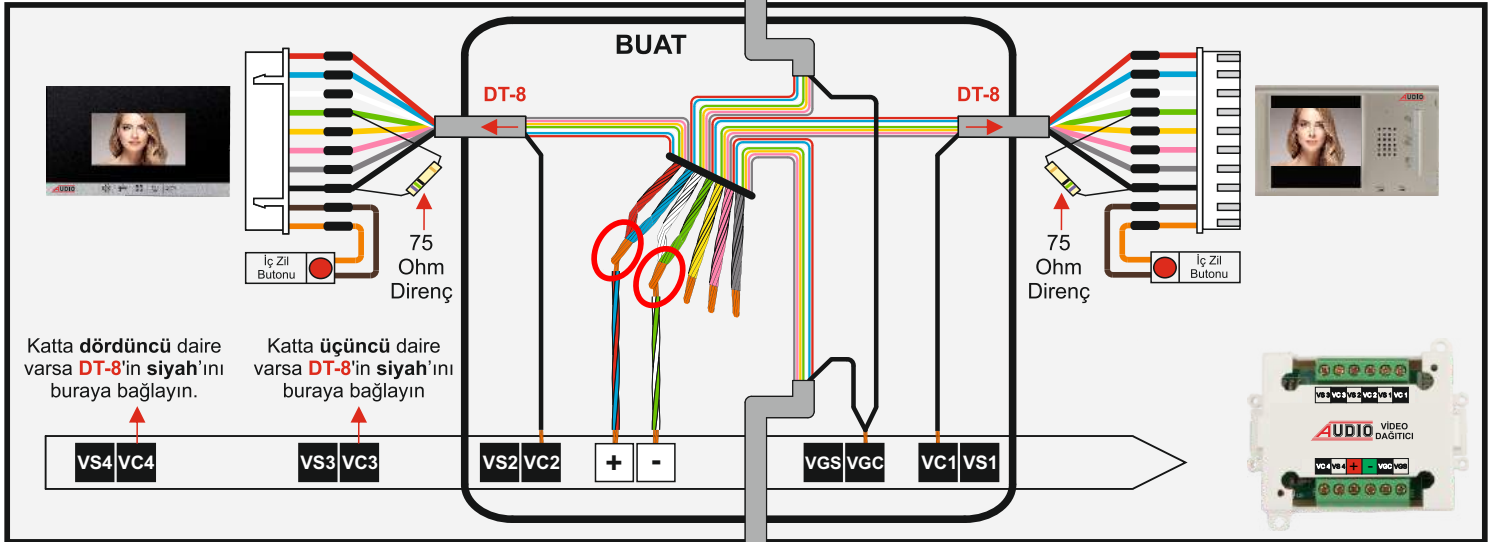 BUAT
DT-8
DT-8
AUDIO
AUDIO
75
Ohm
Direnç
75
Ohm
Direnç
İç Zil
Butonu
İç Zil
Butonu
Katta dördüncü daire
varsa DT-8'in siyah'ını
buraya bağlayın.
Katta üçüncü daire
varsa DT-8'in siyah'ını
buraya bağlayın
VS3 VC3 VS2 VC2 VS1 VC1
AUDIO VİDEO
DAĞITICI
VC4 VS4 + - VGC VGS
VS4 VC4 VS3 VC3 VS2 VC2 + - VGS VGC VC1 VS1